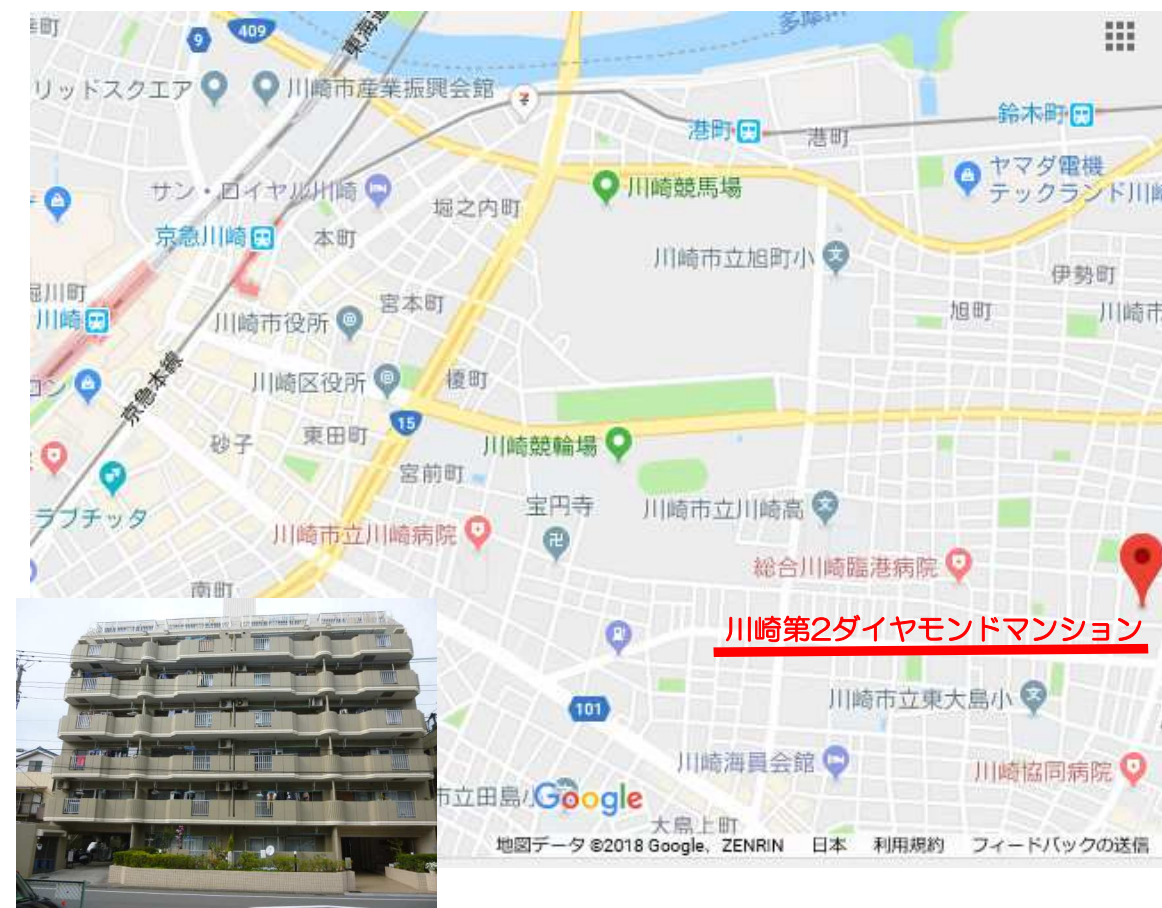 409
9
東海道
多摩川
リッドスクエア
川崎市産業振興会館
港町
港町
鈴木町
ヤマダ電機
テックランド川崎
サン・ロイヤル川崎
堀之内町
川崎競馬場
京急川崎
本町
川崎市立旭町小
伊勢町
堀川町
宮本町
川崎
川崎市役所
旭町
川崎市
京急本線
川崎区役所
榎町
15
砂子
東田町
川崎競輪場
宮前町
ラブチッタ
宝円寺
川崎市立川崎高
川崎市立川崎病院
総合川崎臨港病院
南町
川崎第2ダイヤモンドマンション
101
川崎市立東大島小
川崎海員会館
川崎協同病院
市立田島小
Google
大島上町
地図データ ©2018 Google、ZENRIN 日本 利用規約 フィードバックの送信